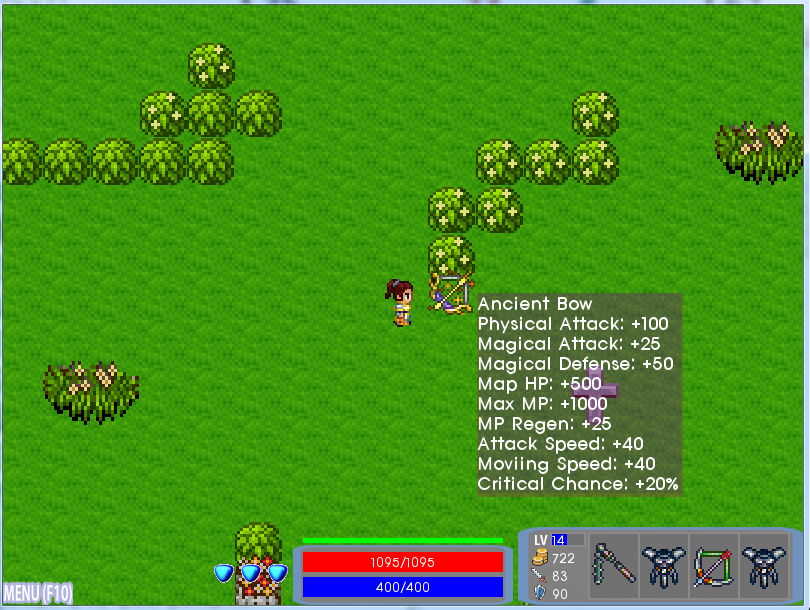 Ancient Bow
Physical Attack: +100
Magical Attack: +25
Magical Defense: +50
Map HP: +500
Max MP: +1000
MP Regen: +25
Attack Speed: +40
Moviing Speed: +40
Critical Chance: +20%
LV 14
722
83
90
1095/1095
400/400
MENU (F10)